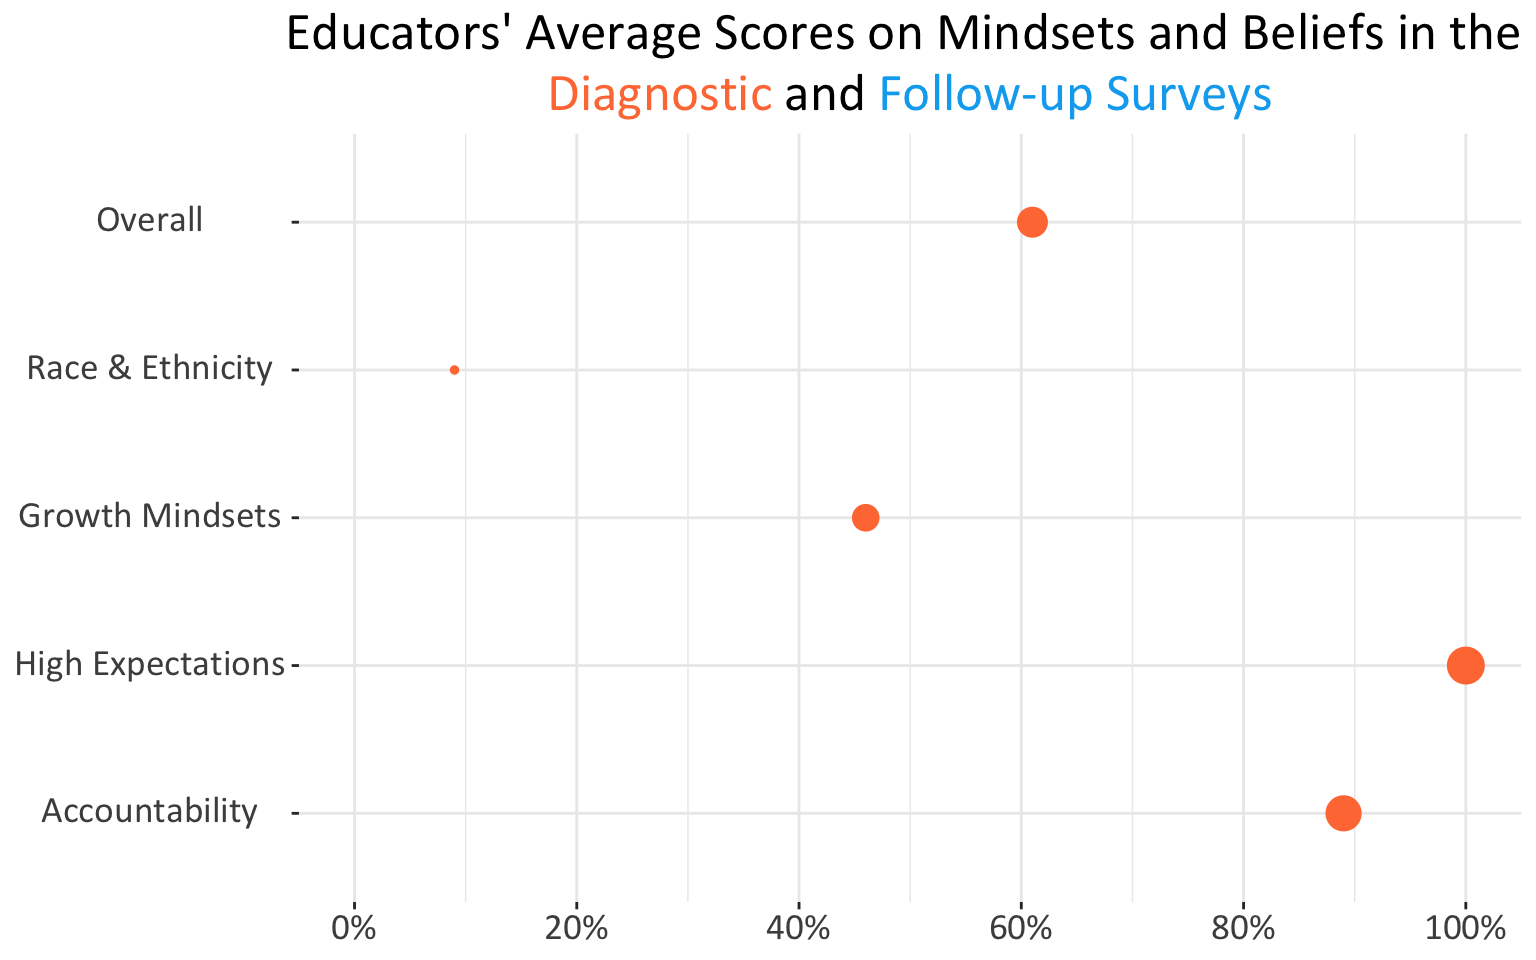 Educators' Average Scores on Mindsets and Beliefs in the
Diagnostic and Follow-up Surveys
Overall
Race & Ethnicity
Growth Mindsets
High Expectations
Accountability
0% 20% 40% 60% 80% 100%